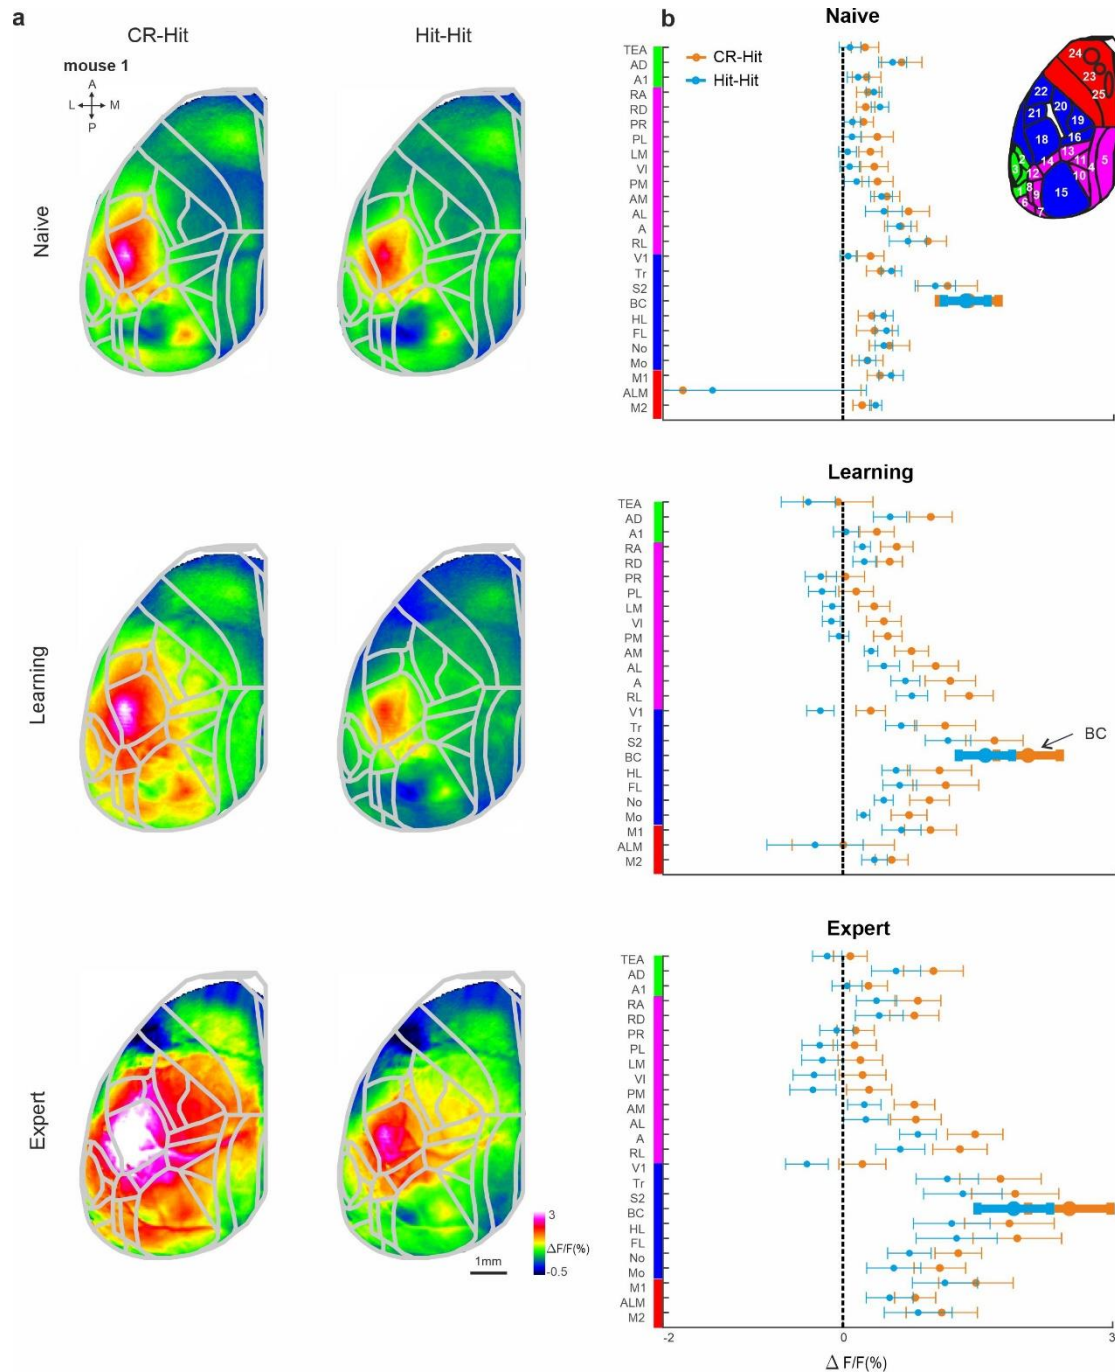 a
CR-Hit
Hit-Hit
mouse 1
A
L M
P
Naive
Learning
Expert
3
ΔF/F(%)
-0.5
1mm
b
Naive
CR-Hit
Hit-Hit
TEA
AD
A1
RA
RD
PR
PL
LM
VI
PM
AM
AL
A
RL
V1
Tr
S2
BC
HL
FL
No
Mo
M1
ALM
M2
24
23
25
22
20
21
19
18
16
13
2
3
14
11
4
5
12
10
1
8
9
15
6
7
Learning
TEA
AD
A1
RA
RD
PR
PL
LM
VI
PM
AM
AL
A
RL
V1
Tr
S2
BC
HL
FL
No
Mo
M1
ALM
M2
BC
Expert
TEA
AD
A1
RA
RD
PR
PL
LM
VI
PM
AM
AL
A
RL
V1
Tr
S2
BC
HL
FL
No
Mo
M1
ALM
M2
-2 0 3
Δ F/F(%)